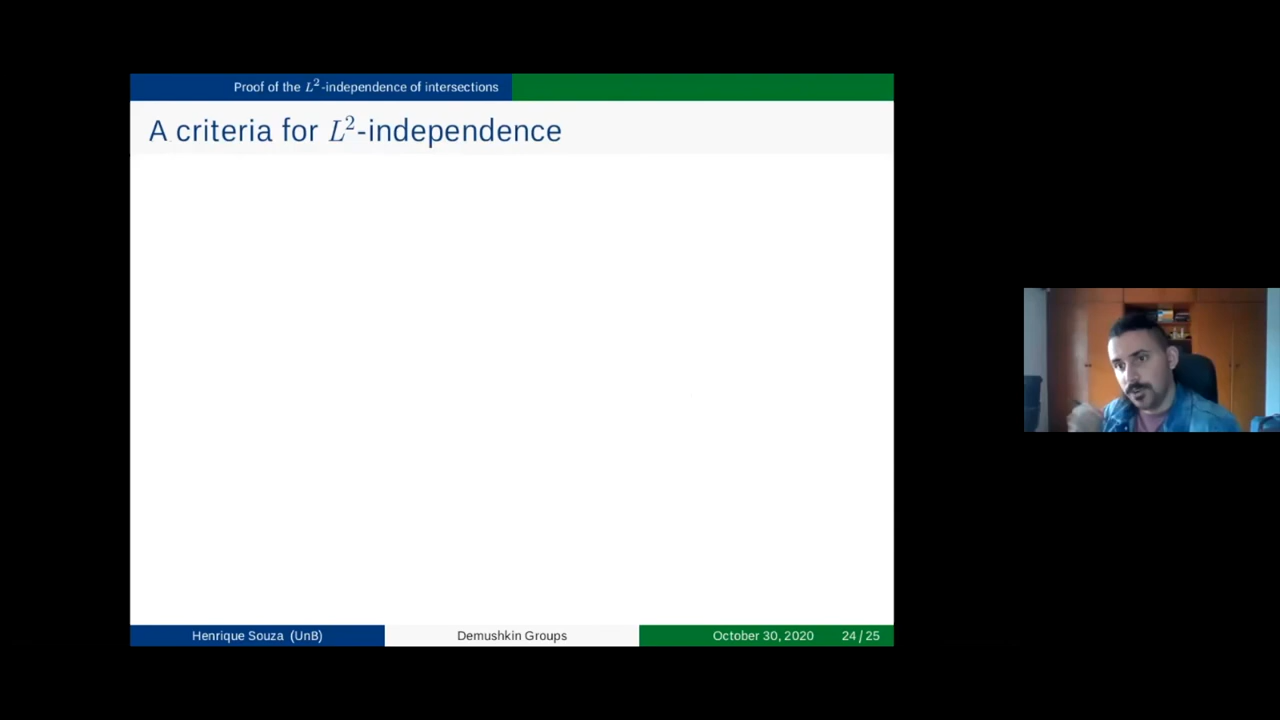 Proof of the L²-independence of intersections
A criteria for L²-independence
Henrique Souza (UnB) Demushkin Groups October 30, 2020 24 / 25